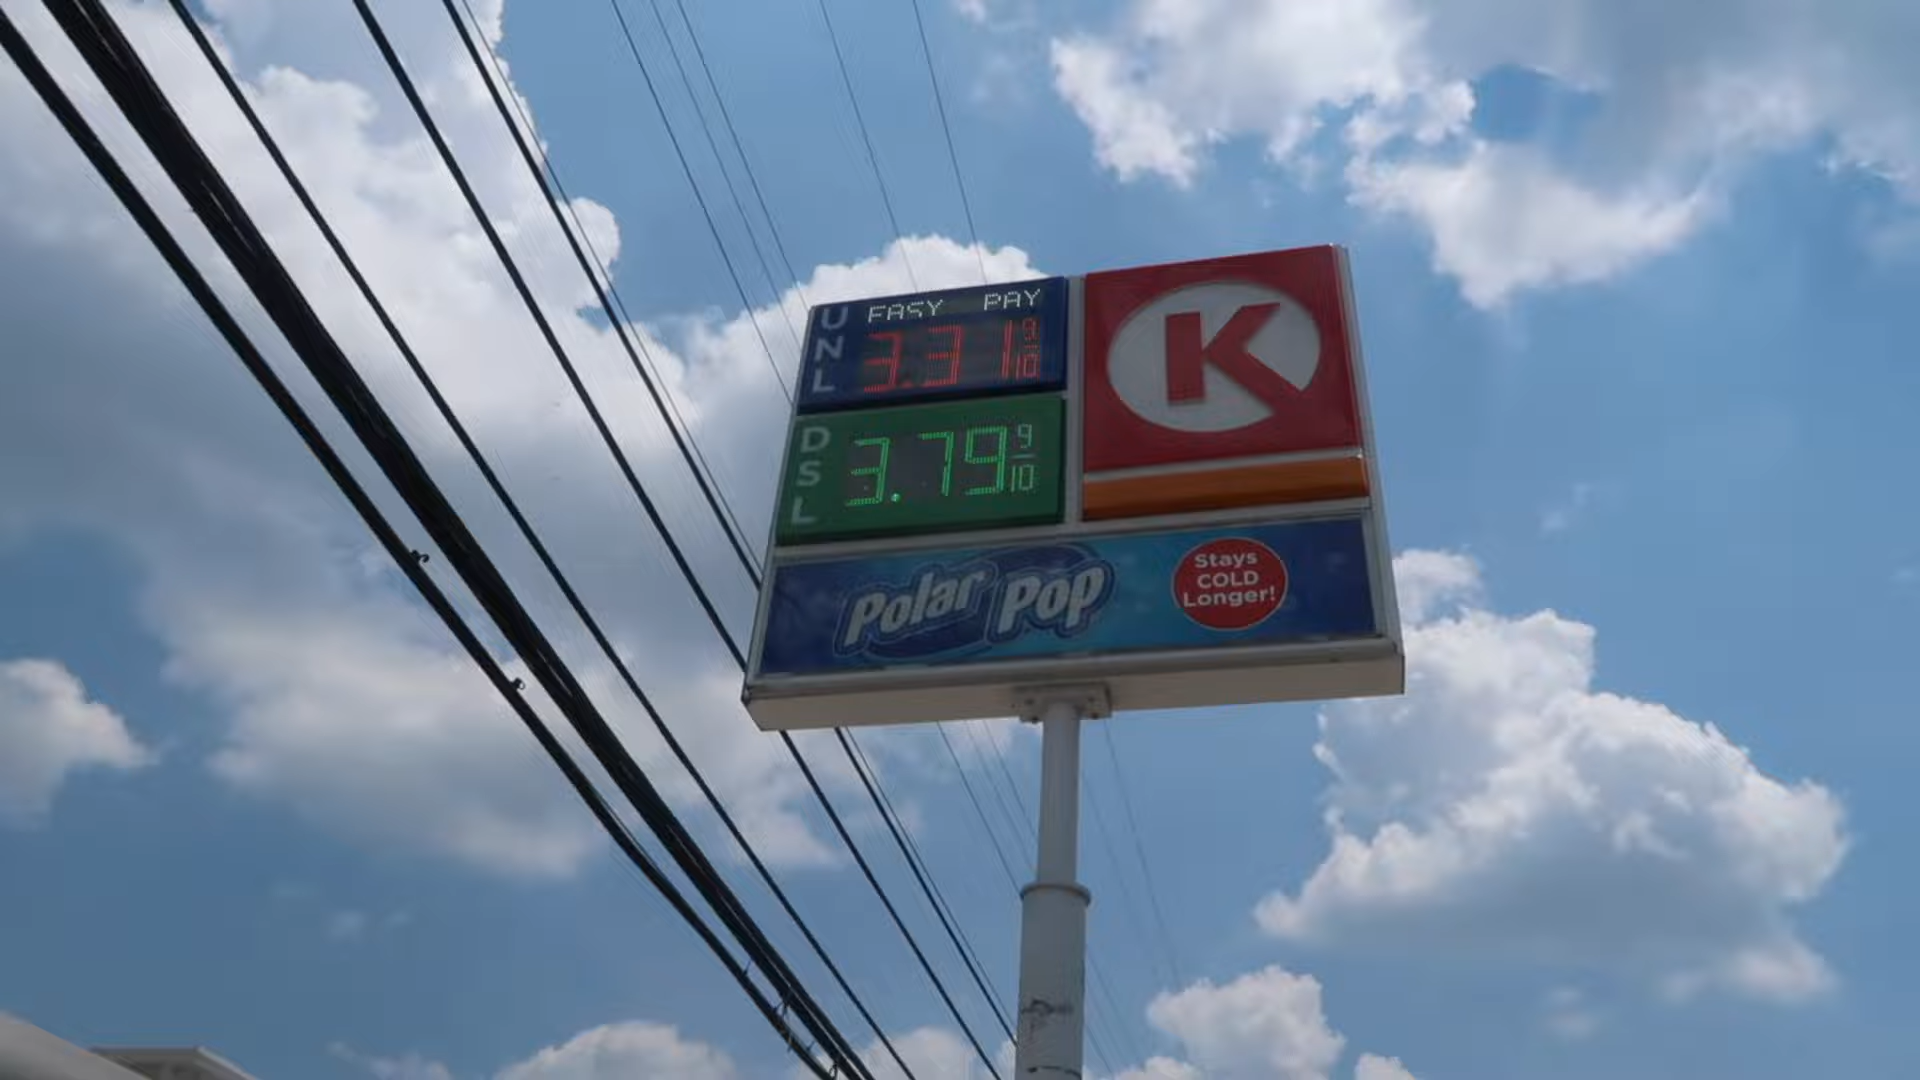 EASY PAY
UNL 3.31 9/10
DSL 3.79 9/10
K
Polar Pop
Stays
COLD
Longer!